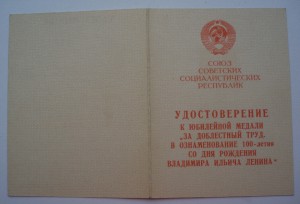 СОЮЗ
СОВЕТСКИХ
СОЦИАЛИСТИЧЕСКИХ
РЕСПУБЛИК
УДОСТОВЕРЕНИЕ
К ЮБИЛЕЙНОЙ МЕДАЛИ
„ЗА ДОБЛЕСТНЫЙ ТРУД.
В ОЗНАМЕНОВАНИЕ 100-летия
СО ДНЯ РОЖДЕНИЯ
ВЛАДИМИРА ИЛЬИЧА ЛЕНИНА“